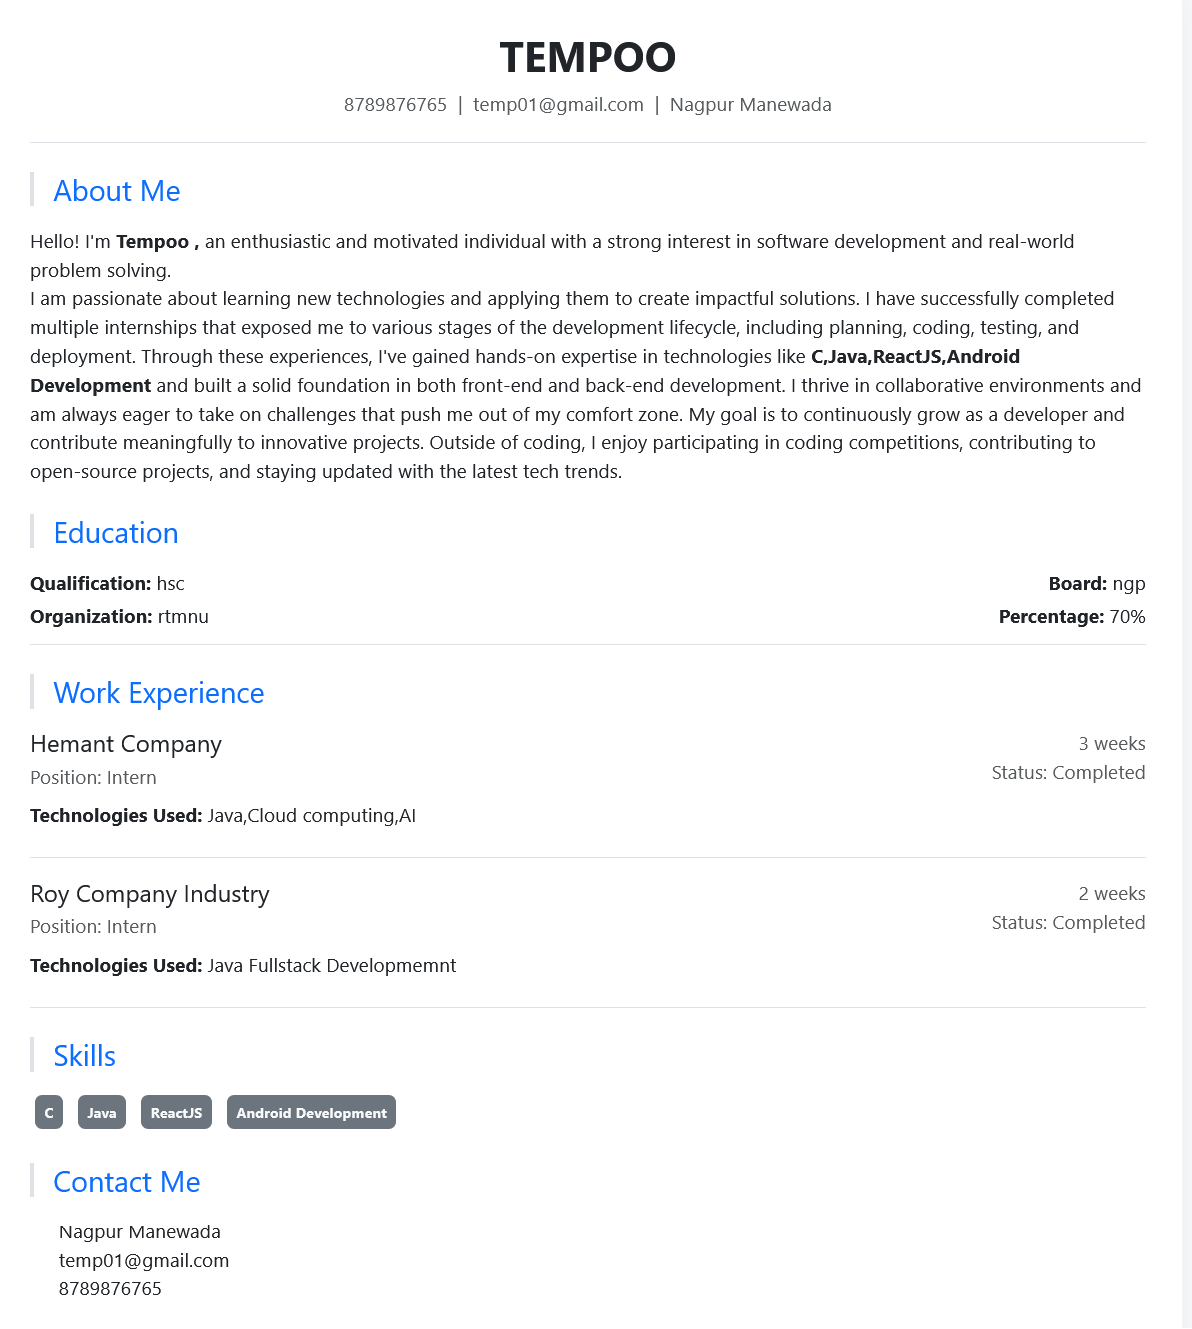 TEMPOO
8789876765 | temp01@gmail.com | Nagpur Manewada
About Me
Hello! I'm Tempoo , an enthusiastic and motivated individual with a strong interest in software development and real-world
problem solving.
I am passionate about learning new technologies and applying them to create impactful solutions. I have successfully completed
multiple internships that exposed me to various stages of the development lifecycle, including planning, coding, testing, and
deployment. Through these experiences, I've gained hands-on expertise in technologies like C,Java,ReactJS,Android
Development and built a solid foundation in both front-end and back-end development. I thrive in collaborative environments and
am always eager to take on challenges that push me out of my comfort zone. My goal is to continuously grow as a developer and
contribute meaningfully to innovative projects. Outside of coding, I enjoy participating in coding competitions, contributing to
open-source projects, and staying updated with the latest tech trends.
Education
Qualification: hsc Board: ngp
Organization: rtmnu Percentage: 70%
Work Experience
Hemant Company 3 weeks
Position: Intern Status: Completed
Technologies Used: Java,Cloud computing,AI
Roy Company Industry 2 weeks
Position: Intern Status: Completed
Technologies Used: Java Fullstack Developmemnt
Skills
C Java ReactJS Android Development
Contact Me
Nagpur Manewada
temp01@gmail.com
8789876765